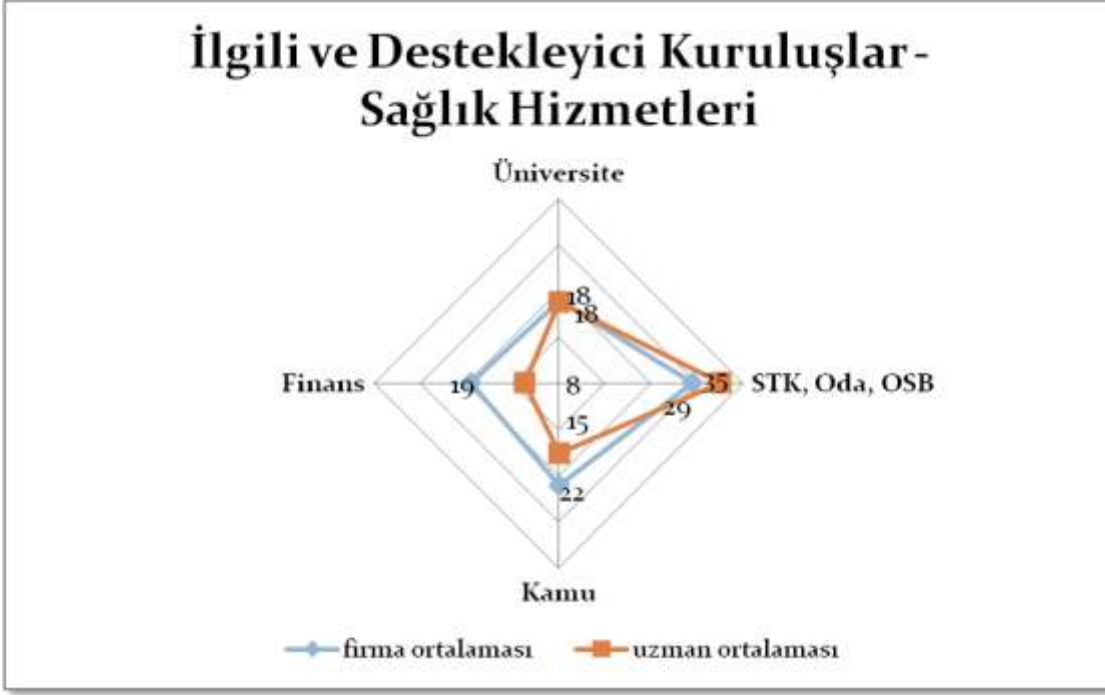 İlgili ve Destekleyici Kuruluşlar -
Sağlık Hizmetleri
Üniversite
18
18
Finans
19
8
35
STK, Oda, OSB
29
15
22
Kamu
firma ortalaması
uzman ortalaması